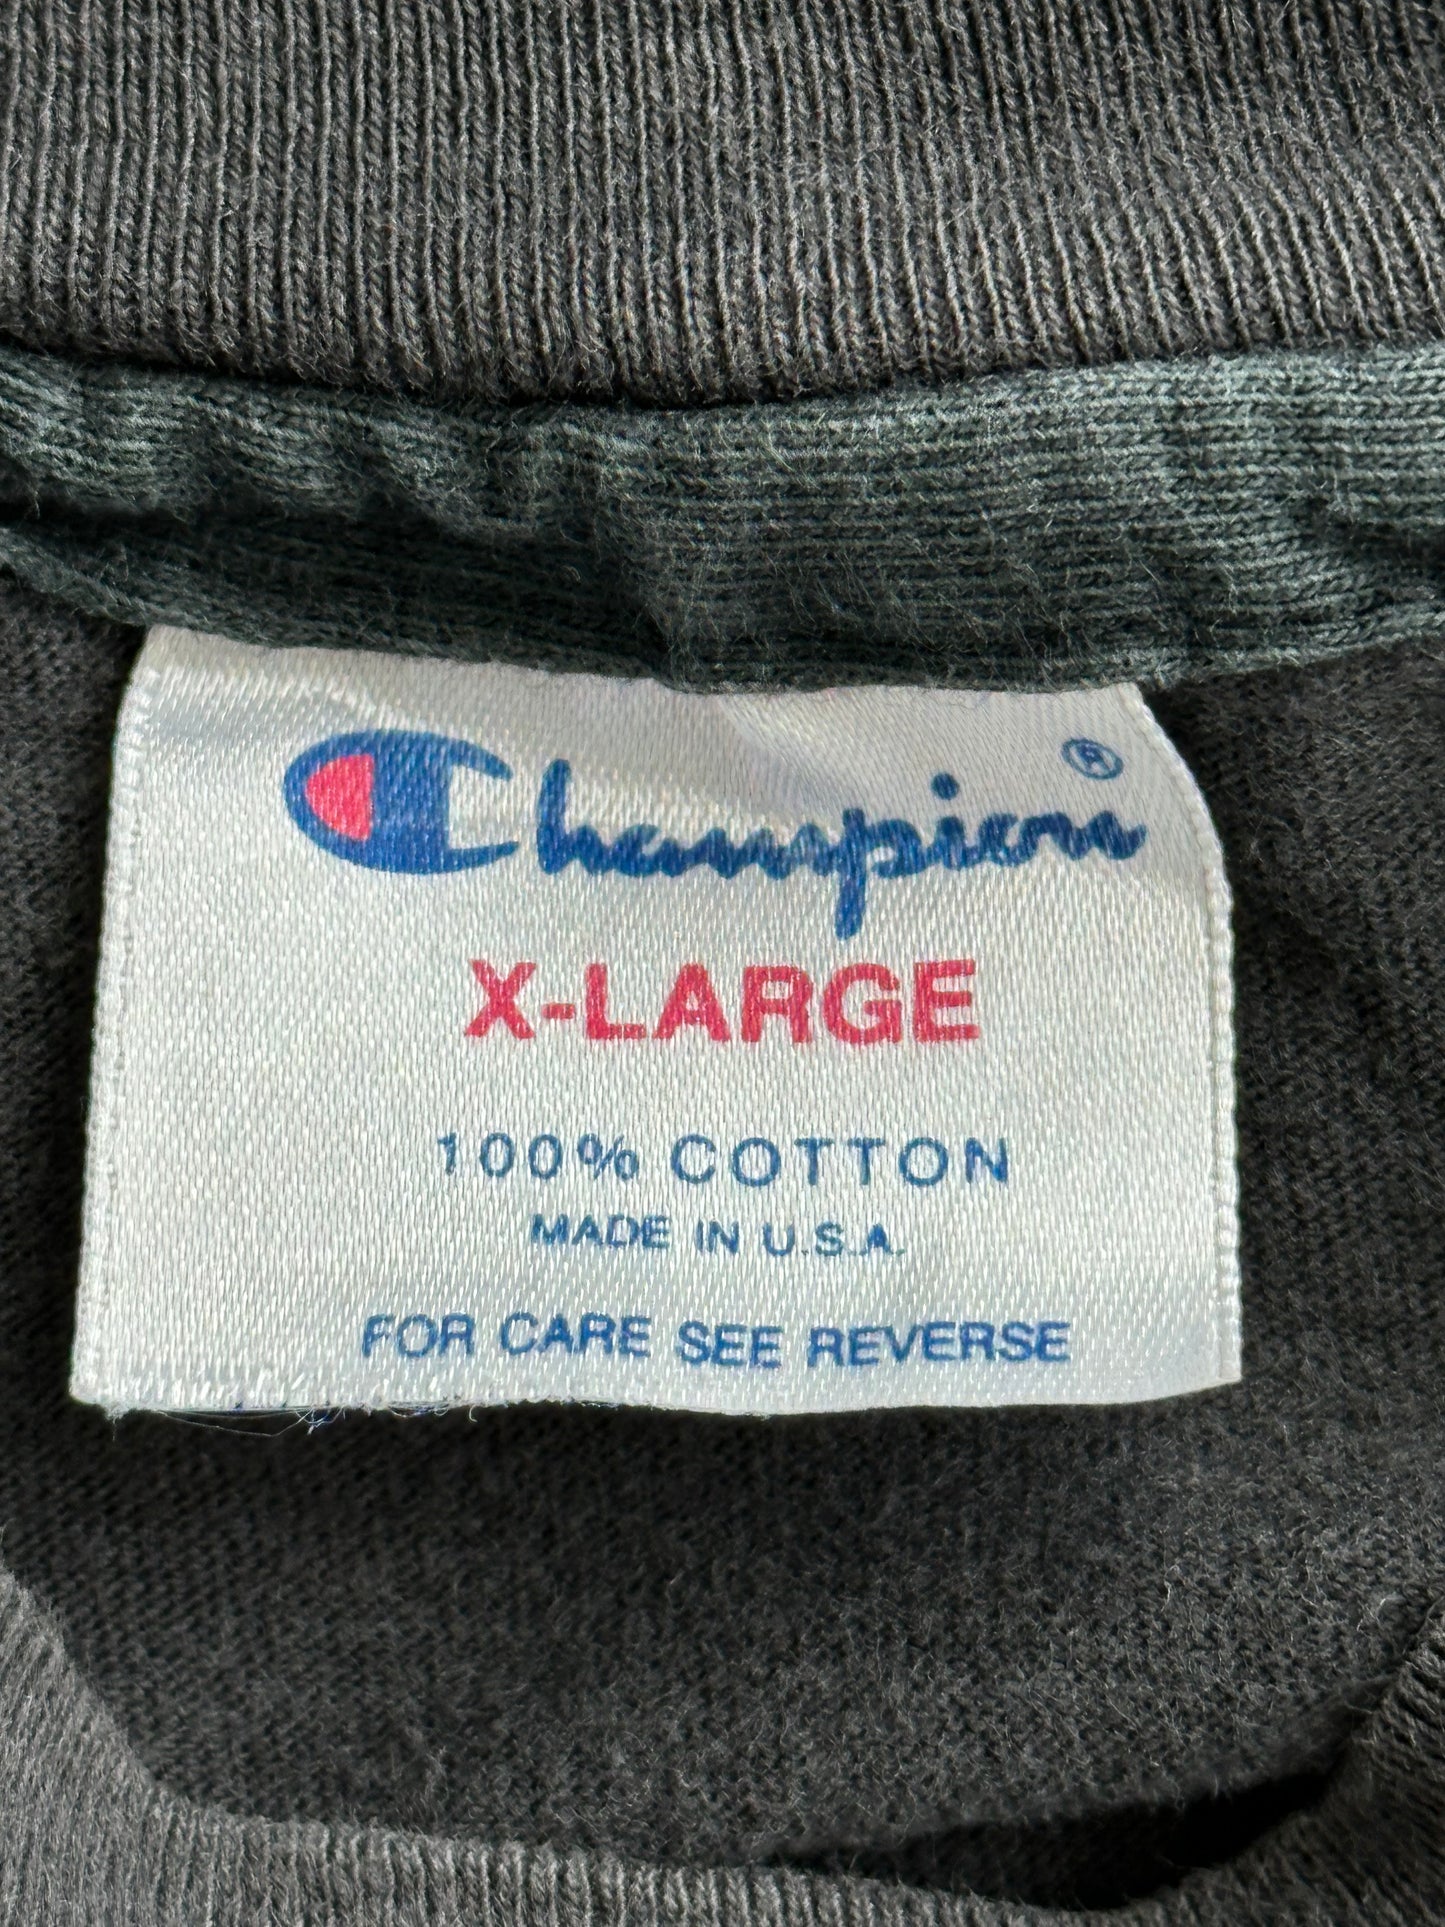 Champion®
X-LARGE
100% COTTON
MADE IN U.S.A.
FOR CARE SEE REVERSE